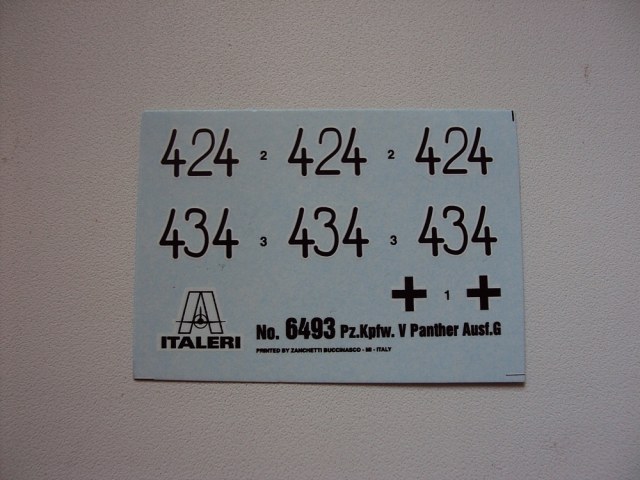 424 2 424 2 424
434 3 434 3 434
1
ITALERI No. 6493 Pz.Kpfw. V Panther Ausf.G
PRINTED BY ZANCHETTI BUCCINASCO - MI - ITALY